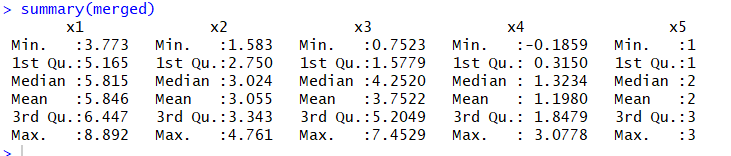 > summary(merged)
       x1              x2              x3               x4                x5
 Min.   :3.773   Min.   :1.583   Min.   :0.7523   Min.   :-0.1859   Min.   :1
 1st Qu.:5.165   1st Qu.:2.750   1st Qu.:1.5779   1st Qu.: 0.3150   1st Qu.:1
 Median :5.815   Median :3.024   Median :4.2520   Median : 1.3234   Median :2
 Mean   :5.846   Mean   :3.055   Mean   :3.7522   Mean   : 1.1980   Mean   :2
 3rd Qu.:6.447   3rd Qu.:3.343   3rd Qu.:5.2049   3rd Qu.: 1.8479   3rd Qu.:3
 Max.   :8.892   Max.   :4.761   Max.   :7.4529   Max.   : 3.0778   Max.   :3
>